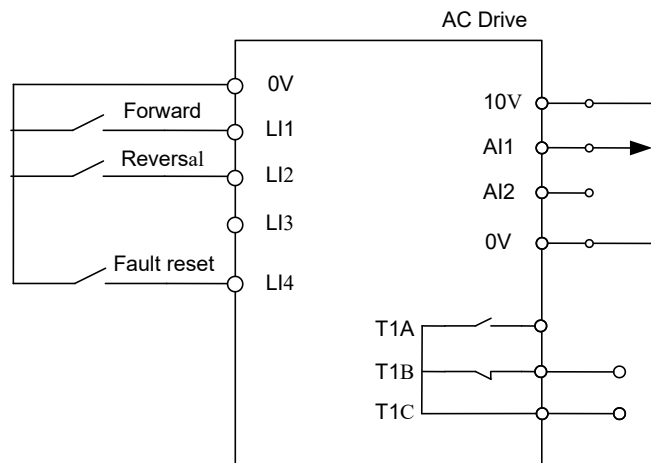 AC Drive
0V
Forward
LI1
Reversal
LI2
LI3
Fault reset
LI4
10V
AI1
AI2
0V
T1A
T1B
T1C